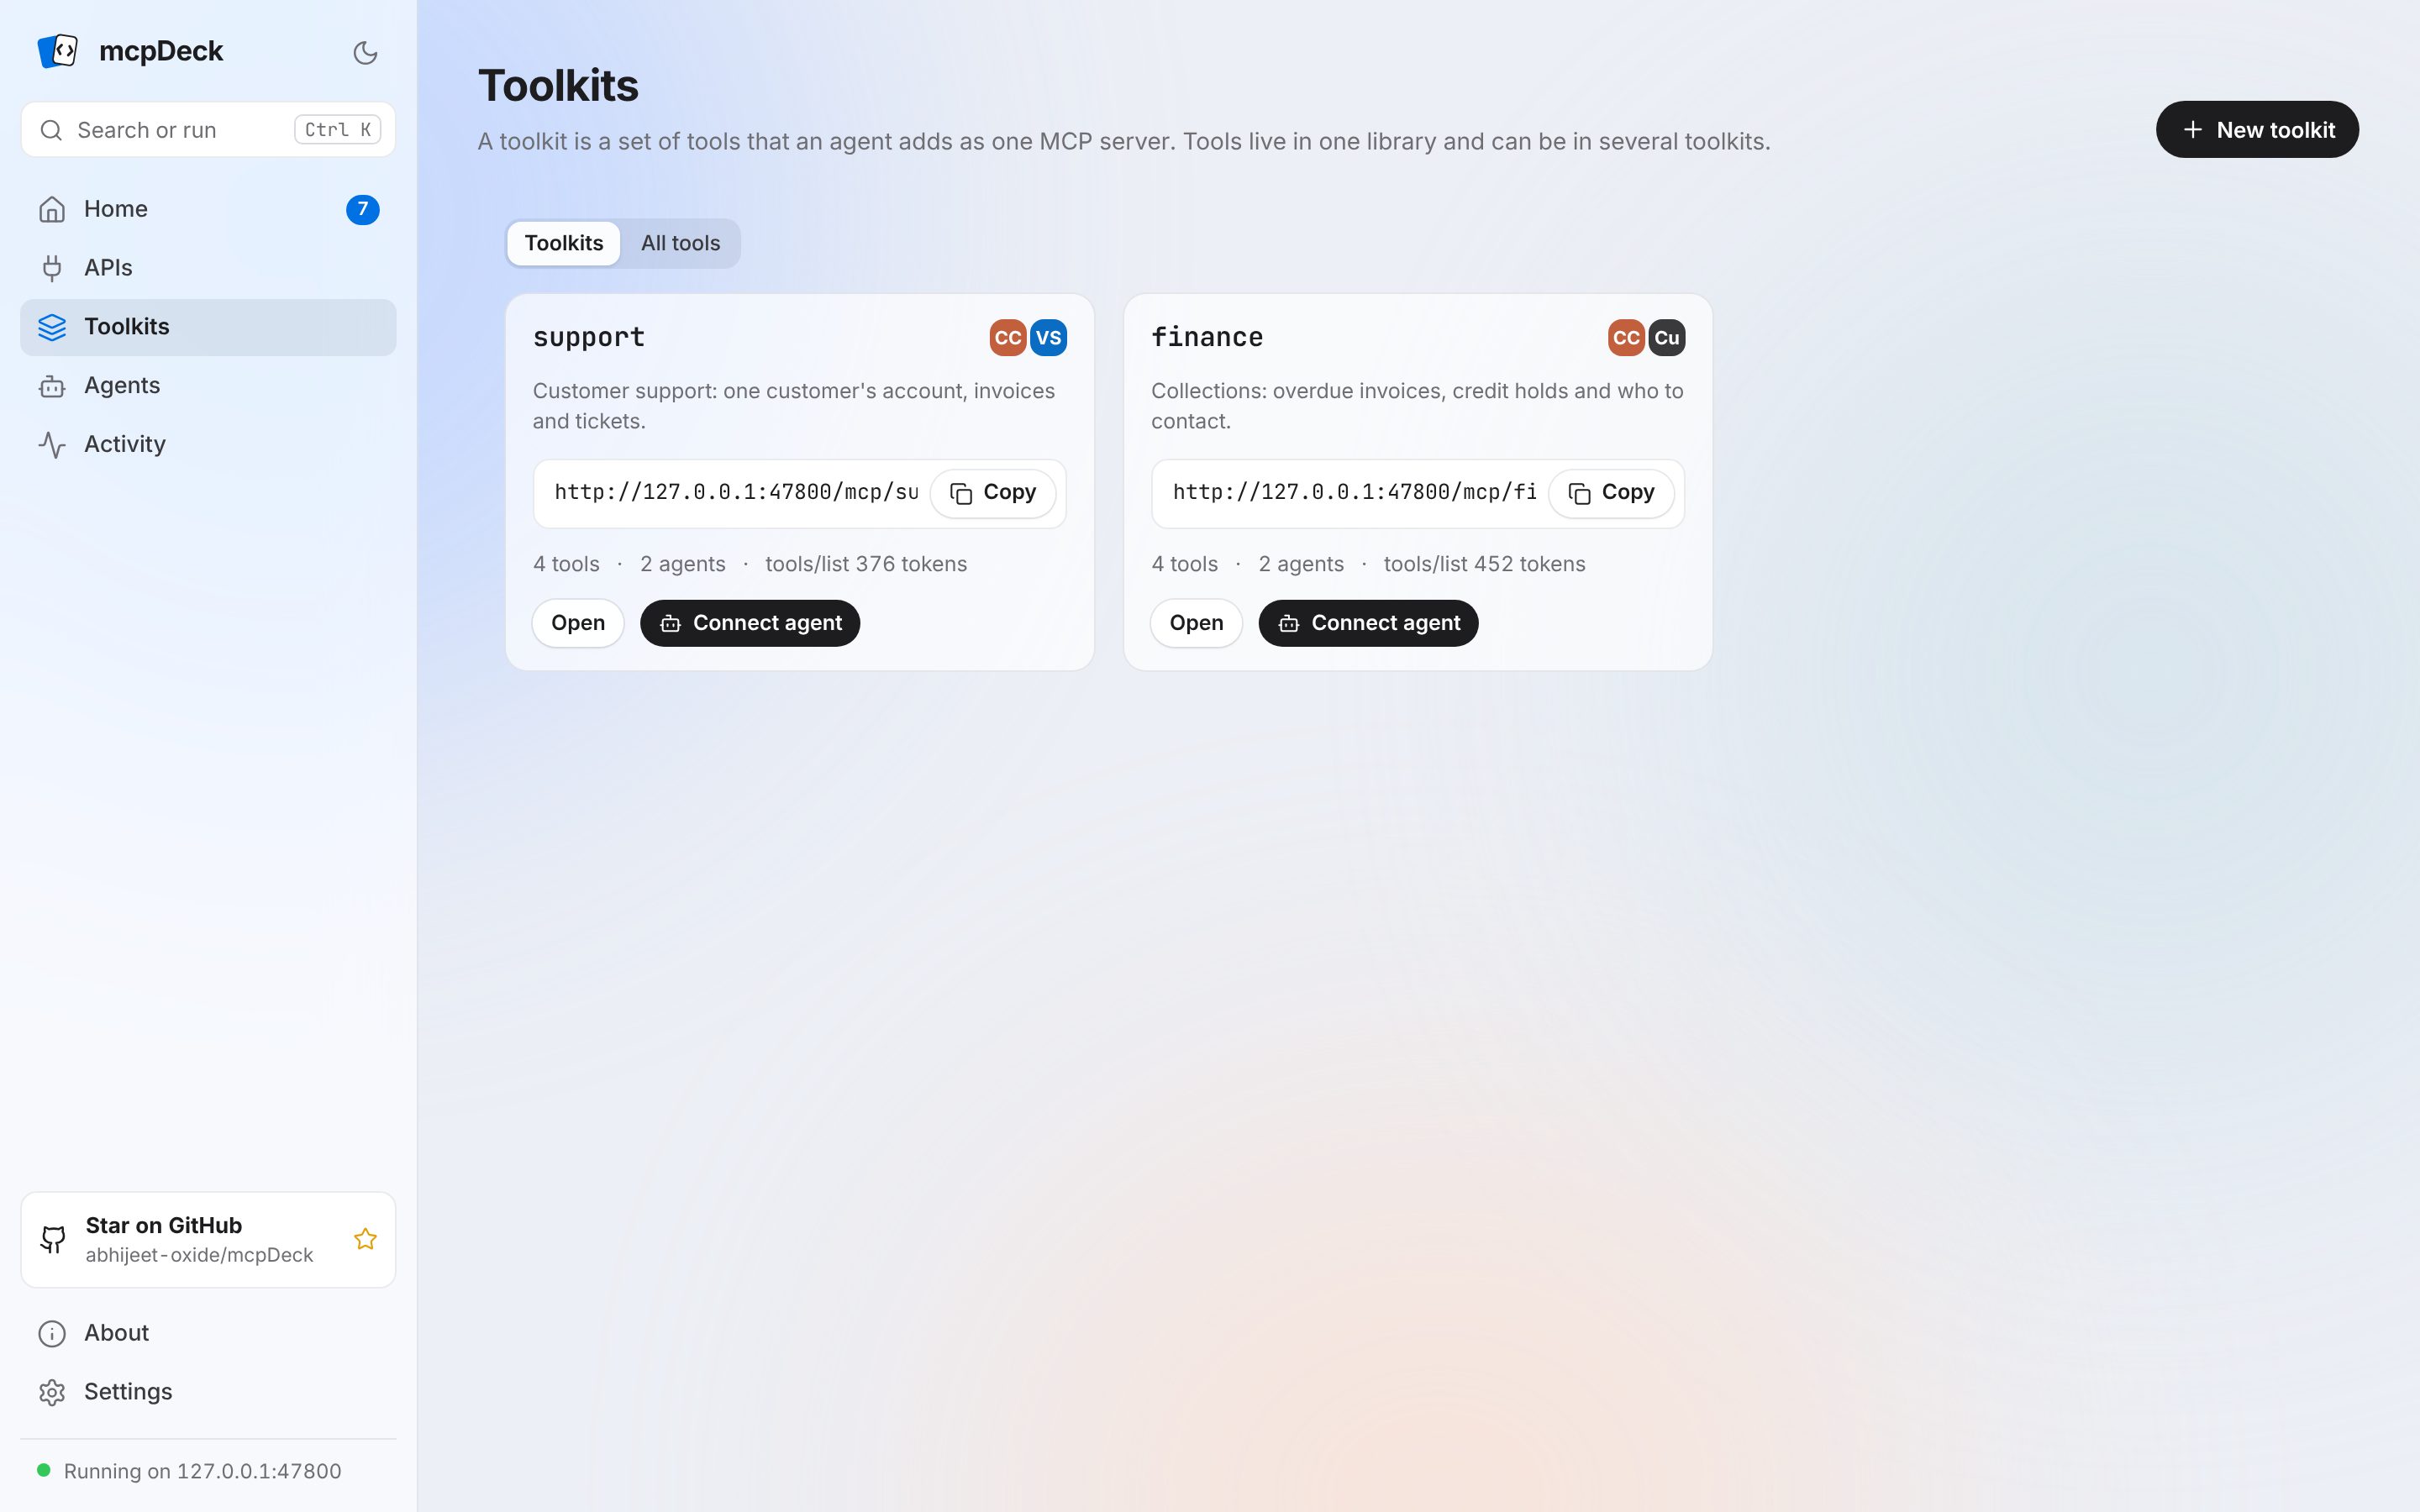 mcpDeck
Search or run
Ctrl K
Home
7
APIs
Toolkits
Agents
Activity
Star on GitHub
abhijeet-oxide/mcpDeck
About
Settings
Running on 127.0.0.1:47800
Toolkits
A toolkit is a set of tools that an agent adds as one MCP server. Tools live in one library and can be in several toolkits.
New toolkit
Toolkits
All tools
support
CC
VS
Customer support: one customer's account, invoices
and tickets.
http://127.0.0.1:47800/mcp/su
Copy
4 tools · 2 agents · tools/list 376 tokens
Open
Connect agent
finance
CC
Cu
Collections: overdue invoices, credit holds and who to
contact.
http://127.0.0.1:47800/mcp/fi
Copy
4 tools · 2 agents · tools/list 452 tokens
Open
Connect agent